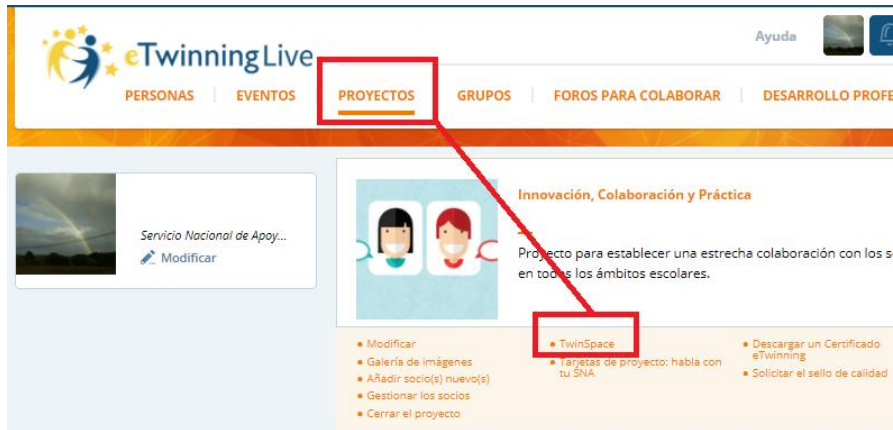 eTwinningLive
Ayuda
PERSONAS
EVENTOS
PROYECTOS
GRUPOS
FOROS PARA COLABORAR
DESARROLLO
Servicio Nacional de Apoy...
Modificar
Innovación, Colaboración y Práctica
Proyecto para establecer una estrecha colaboración con los
en todos los ámbitos escolares.
• Modificar
• Galería de imágenes
• Añadir socio(s) nuevo(s)
• Gestionar los socios
• Cerrar el proyecto
• TwinSpace
• Tarjetas de proyecto: habla con
tu SNA
• Descargar un Certificado
eTwinning
• Solicitar el sello de calidad